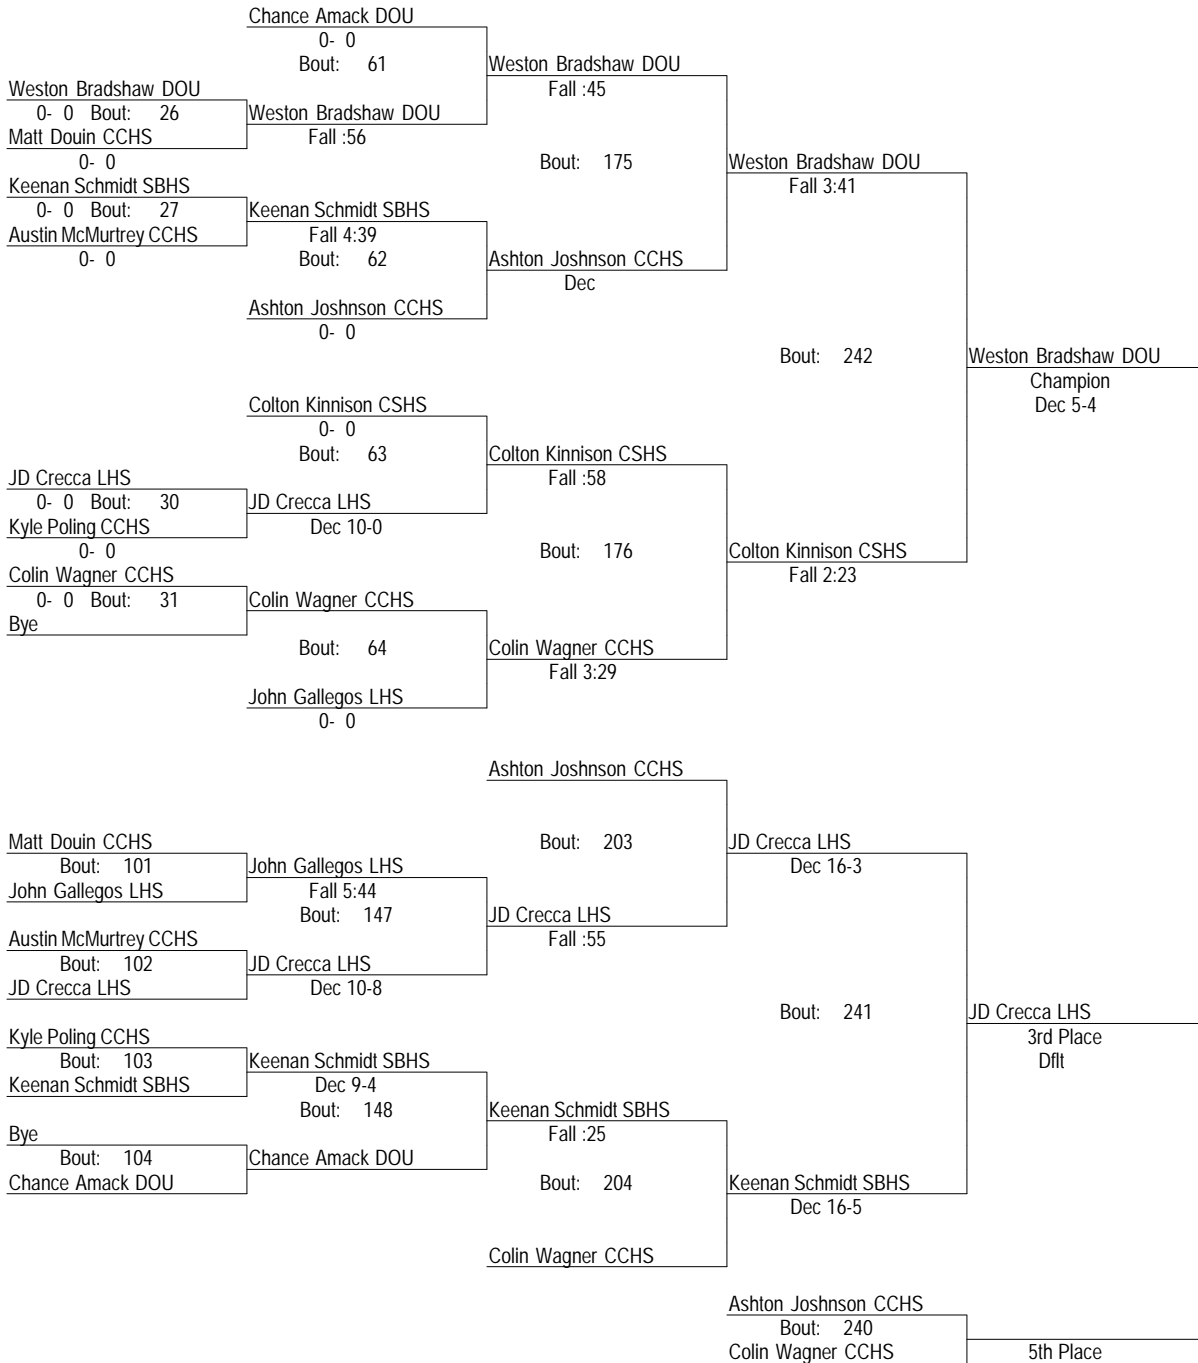 Chance Amack DOU
0- 0
Bout: 61
Weston Bradshaw DOU
Fall :45
Weston Bradshaw DOU
0- 0 Bout: 26
Weston Bradshaw DOU
Matt Douin CCHS
Fall :56
0- 0
Bout: 175
Weston Bradshaw DOU
Keenan Schmidt SBHS
Fall 3:41
0- 0 Bout: 27
Keenan Schmidt SBHS
Austin McMurtrey CCHS
Fall 4:39
0- 0
Bout: 62
Ashton Joshnson CCHS
Dec
Ashton Joshnson CCHS
0- 0
Bout: 242
Weston Bradshaw DOU
Champion
Dec 5-4
Colton Kinnison CSHS
0- 0
Bout: 63
Colton Kinnison CSHS
Fall :58
JD Crecca LHS
0- 0 Bout: 30
JD Crecca LHS
Kyle Poling CCHS
Dec 10-0
0- 0
Bout: 176
Colton Kinnison CSHS
Fall 2:23
Colin Wagner CCHS
0- 0 Bout: 31
Colin Wagner CCHS
Bye
Bout: 64
Colin Wagner CCHS
Fall 3:29
John Gallegos LHS
0- 0
Ashton Joshnson CCHS
Matt Douin CCHS
Bout: 203
JD Crecca LHS
Dec 16-3
Bout: 101
John Gallegos LHS
John Gallegos LHS
Fall 5:44
Bout: 147
JD Crecca LHS
Fall :55
Austin McMurtrey CCHS
Bout: 102
JD Crecca LHS
JD Crecca LHS
Dec 10-8
Bout: 241
JD Crecca LHS
3rd Place
Dflt
Kyle Poling CCHS
Bout: 103
Keenan Schmidt SBHS
Keenan Schmidt SBHS
Dec 9-4
Bout: 148
Keenan Schmidt SBHS
Fall :25
Bye
Bout: 104
Chance Amack DOU
Chance Amack DOU
Bout: 204
Keenan Schmidt SBHS
Dec 16-5
Colin Wagner CCHS
Ashton Joshnson CCHS
Bout: 240
Colin Wagner CCHS
5th Place